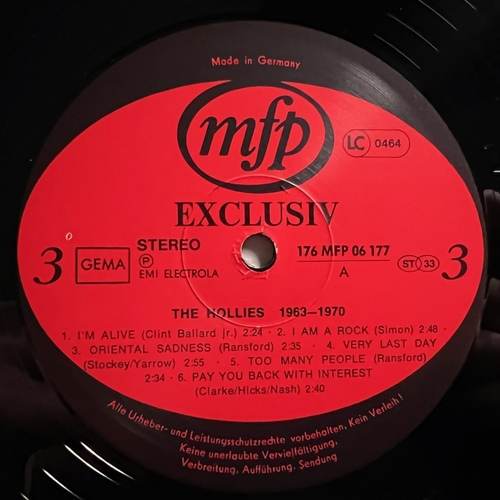 Made in Germany
mfp
LC 0464
EXCLUSIV
3 GEMA STEREO 176 MFP 06 177 ST 33 3
℗ EMI ELECTROLA A
THE HOLLIES 1963—1970
1. I'M ALIVE (Clint Ballard jr.) 2:24 · 2. I AM A ROCK (Simon) 2:48 ·
3. ORIENTAL SADNESS (Ransford) 2:35 · 4. VERY LAST DAY
(Stockey/Yarrow) 2:55 · 5. TOO MANY PEOPLE (Ransford)
2:34 · 6. PAY YOU BACK WITH INTEREST
(Clarke/Hicks/Nash) 2:40
Alle Urheber- und Leistungsschutzrechte vorbehalten. Kein Verleih!
Keine unerlaubte Vervielfältigung,
Verbreitung, Aufführung, Sendung